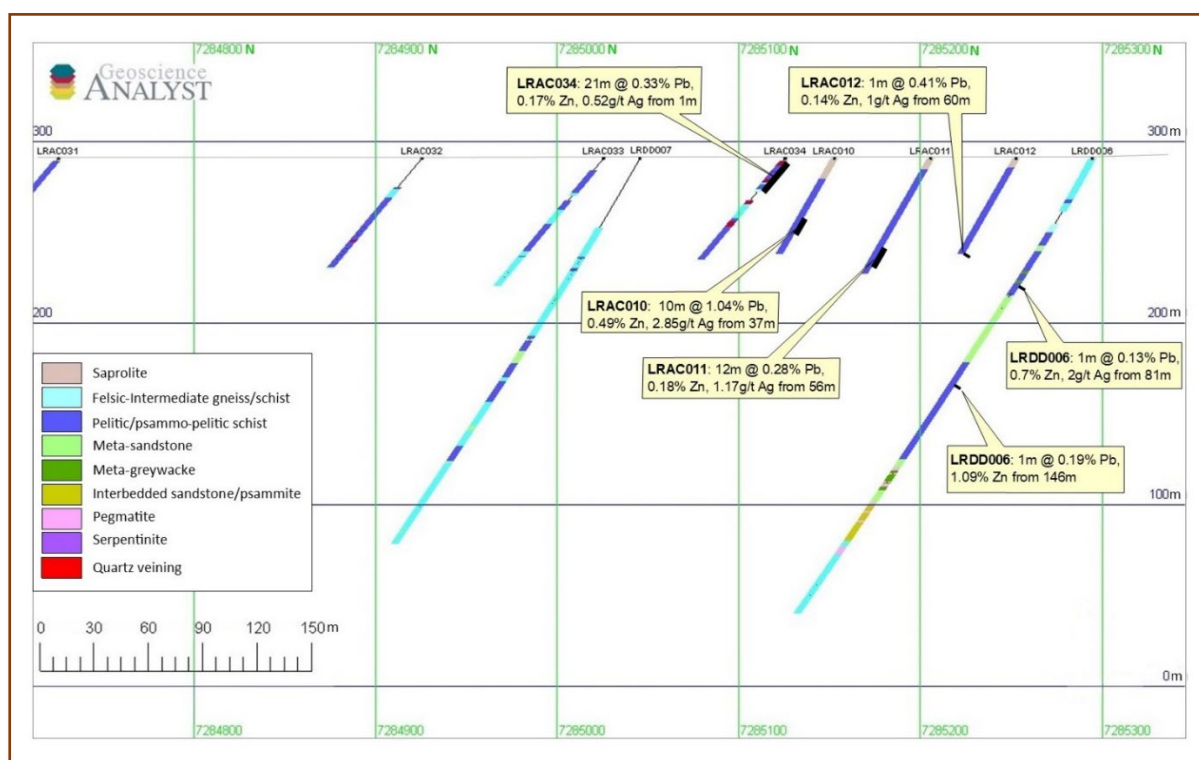 Geoscience
ANALYST
7284800 N
7284900 N
7285000 N
7285100 N
7285200 N
7285300 N
LRAC034: 21m @ 0.33% Pb,
0.17% Zn, 0.52g/t Ag from 1m
LRAC012: 1m @ 0.41% Pb,
0.14% Zn, 1g/t Ag from 60m
300
300m
LRAC031
LRAC032
LRAC033
LRDD007
LRAC034
LRAC010
LRAC011
LRAC012
LRDD006
LRAC010: 10m @ 1.04% Pb,
0.49% Zn, 2.85g/t Ag from 37m
200m
LRAC011: 12m @ 0.28% Pb,
0.18% Zn, 1.17g/t Ag from 56m
LRDD006: 1m @ 0.13% Pb,
0.7% Zn, 2g/t Ag from 81m
LRDD006: 1m @ 0.19% Pb,
1.09% Zn from 146m
Saprolite
Felsic-Intermediate gneiss/schist
Pelitic/psammo-pelitic schist
Meta-sandstone
Meta-greywacke
Interbedded sandstone/psammite
Pegmatite
Serpentinite
Quartz veining
100m
0 30 60 90 120 150m
0m
7284800
7284900
7285000
7285100
7285200
7285300